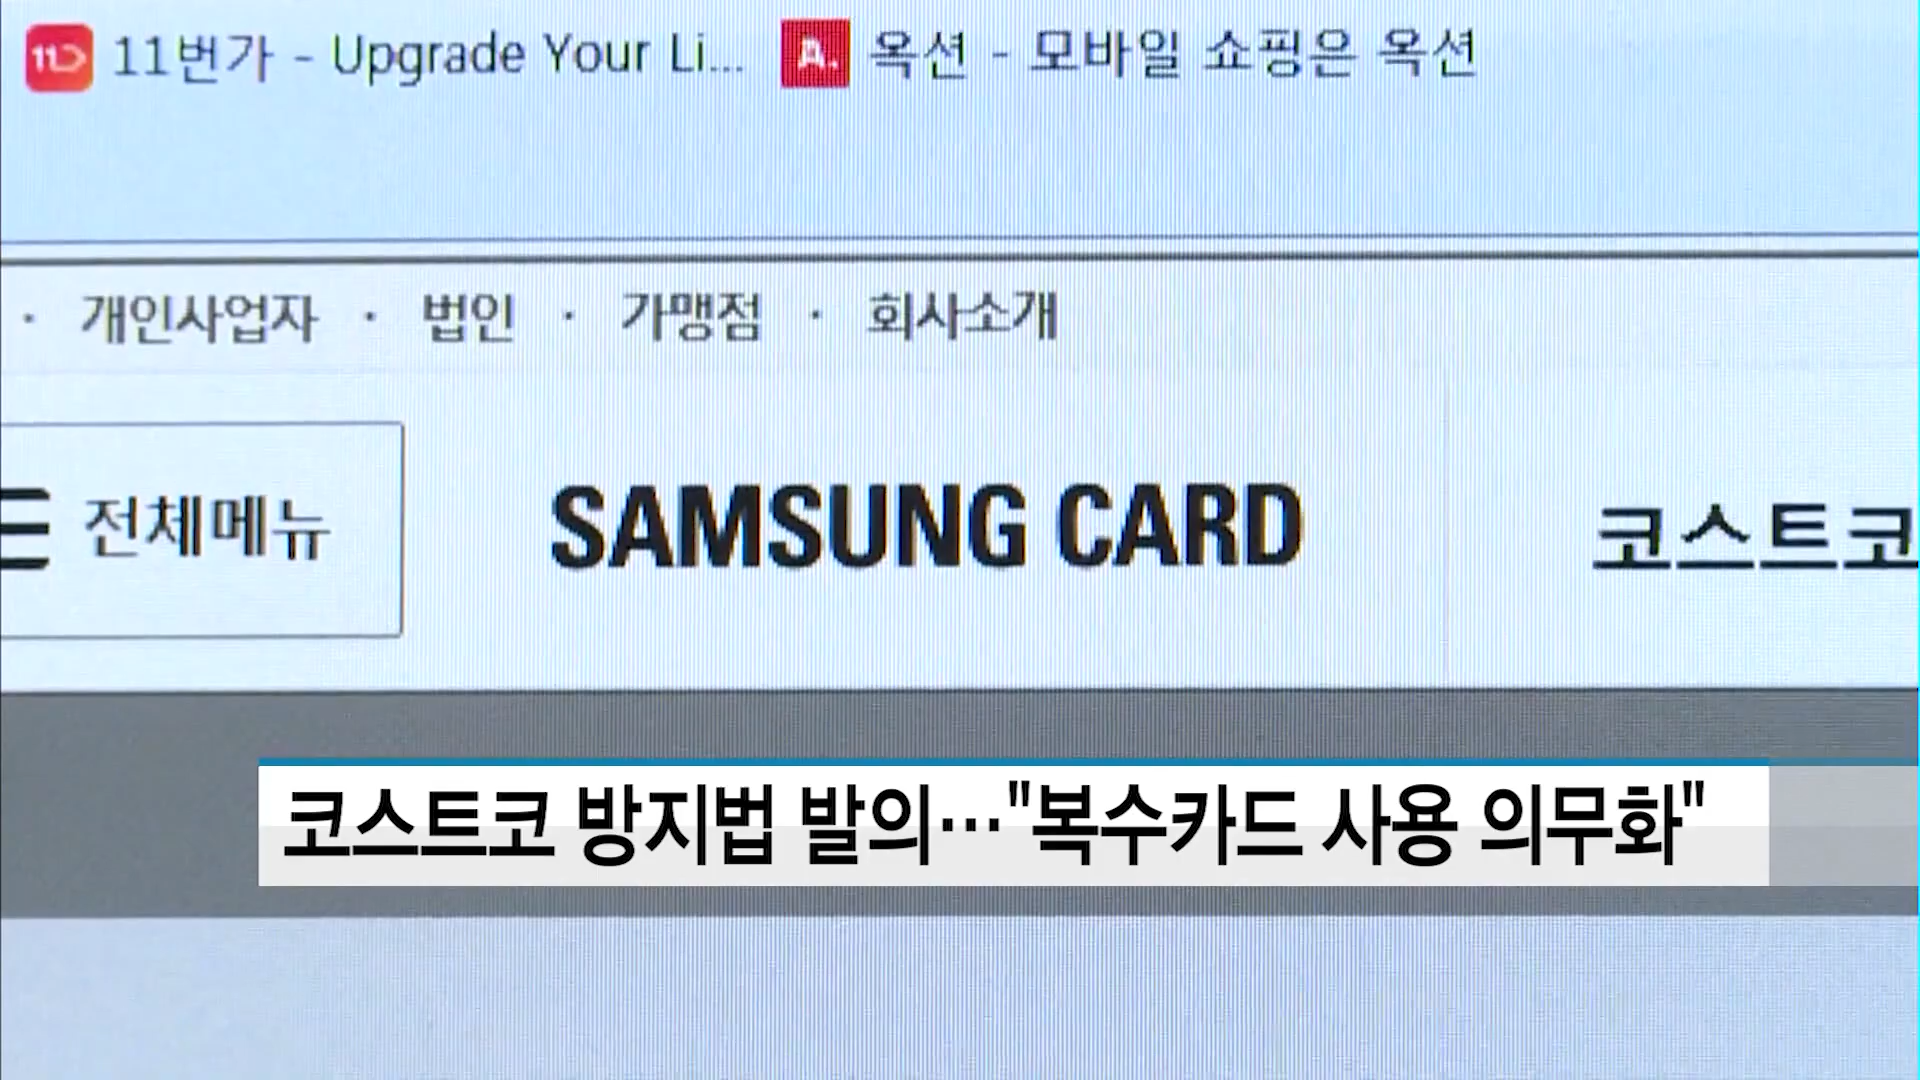 11번가 - Upgrade Your Li... A. 옥션 - 모바일 쇼핑은 옥션
· 개인사업자 · 법인 · 가맹점 · 회사소개
전체메뉴 SAMSUNG CARD 코스트코
코스트코 방지법 발의…"복수카드 사용 의무화"